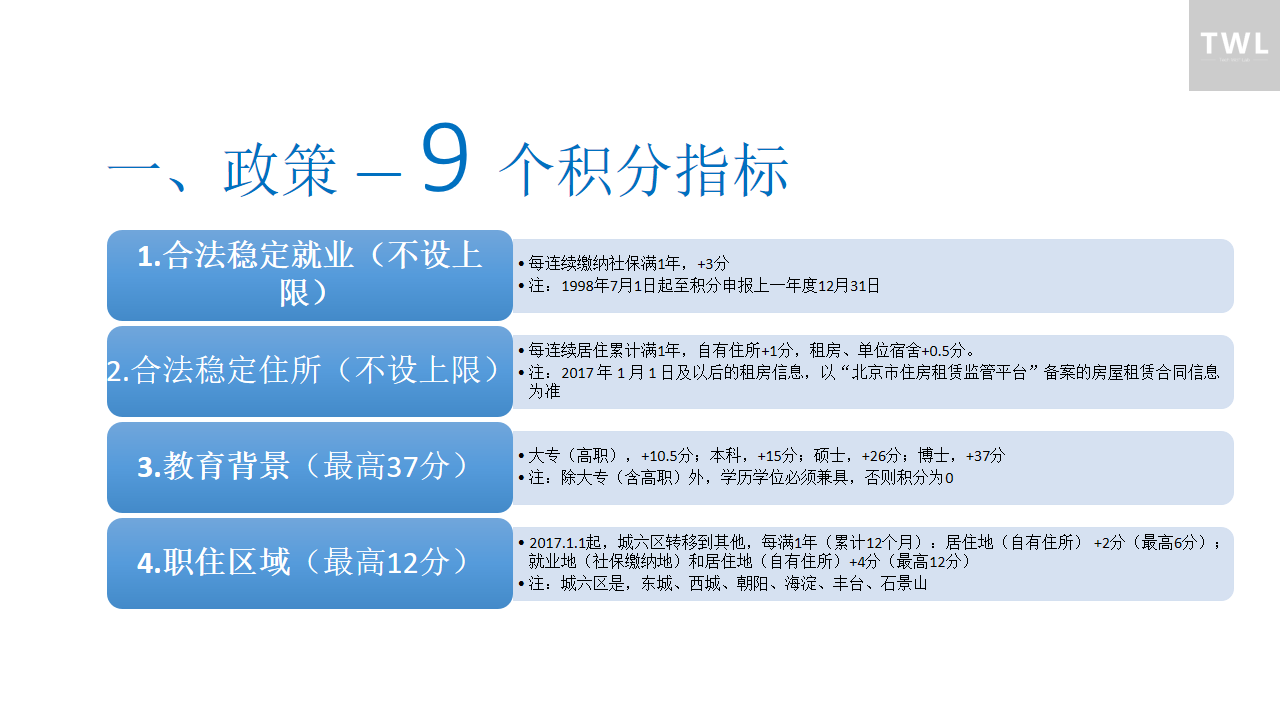 TWL
一、政策 – 9 个积分指标
1.合法稳定就业（不设上
限）
• 每连续缴纳社保满1年，+3分
• 注：1998年7月1日起至积分申报上一年度12月31日
2.合法稳定住所（不设上限）
• 每连续居住累计满1年，自有住所+1分，租房、单位宿舍+0.5分。
• 注：2017 年 1 月 1 日及以后的租房信息，以“北京市住房租赁监管平台”备案的房屋租赁合同信息
为准
3.教育背景（最高37分）
• 大专（高职），+10.5分；本科，+15分；硕士，+26分；博士，+37分
• 注：除大专（含高职）外，学历学位必须兼具，否则积分为0
4.职住区域（最高12分）
• 2017.1.1起，城六区转移到其他，每满1年（累计12个月）：居住地（自有住所） +2分（最高6分）；
就业地（社保缴纳地）和居住地（自有住所）+4分（最高12分）
• 注：城六区是，东城、西城、朝阳、海淀、丰台、石景山